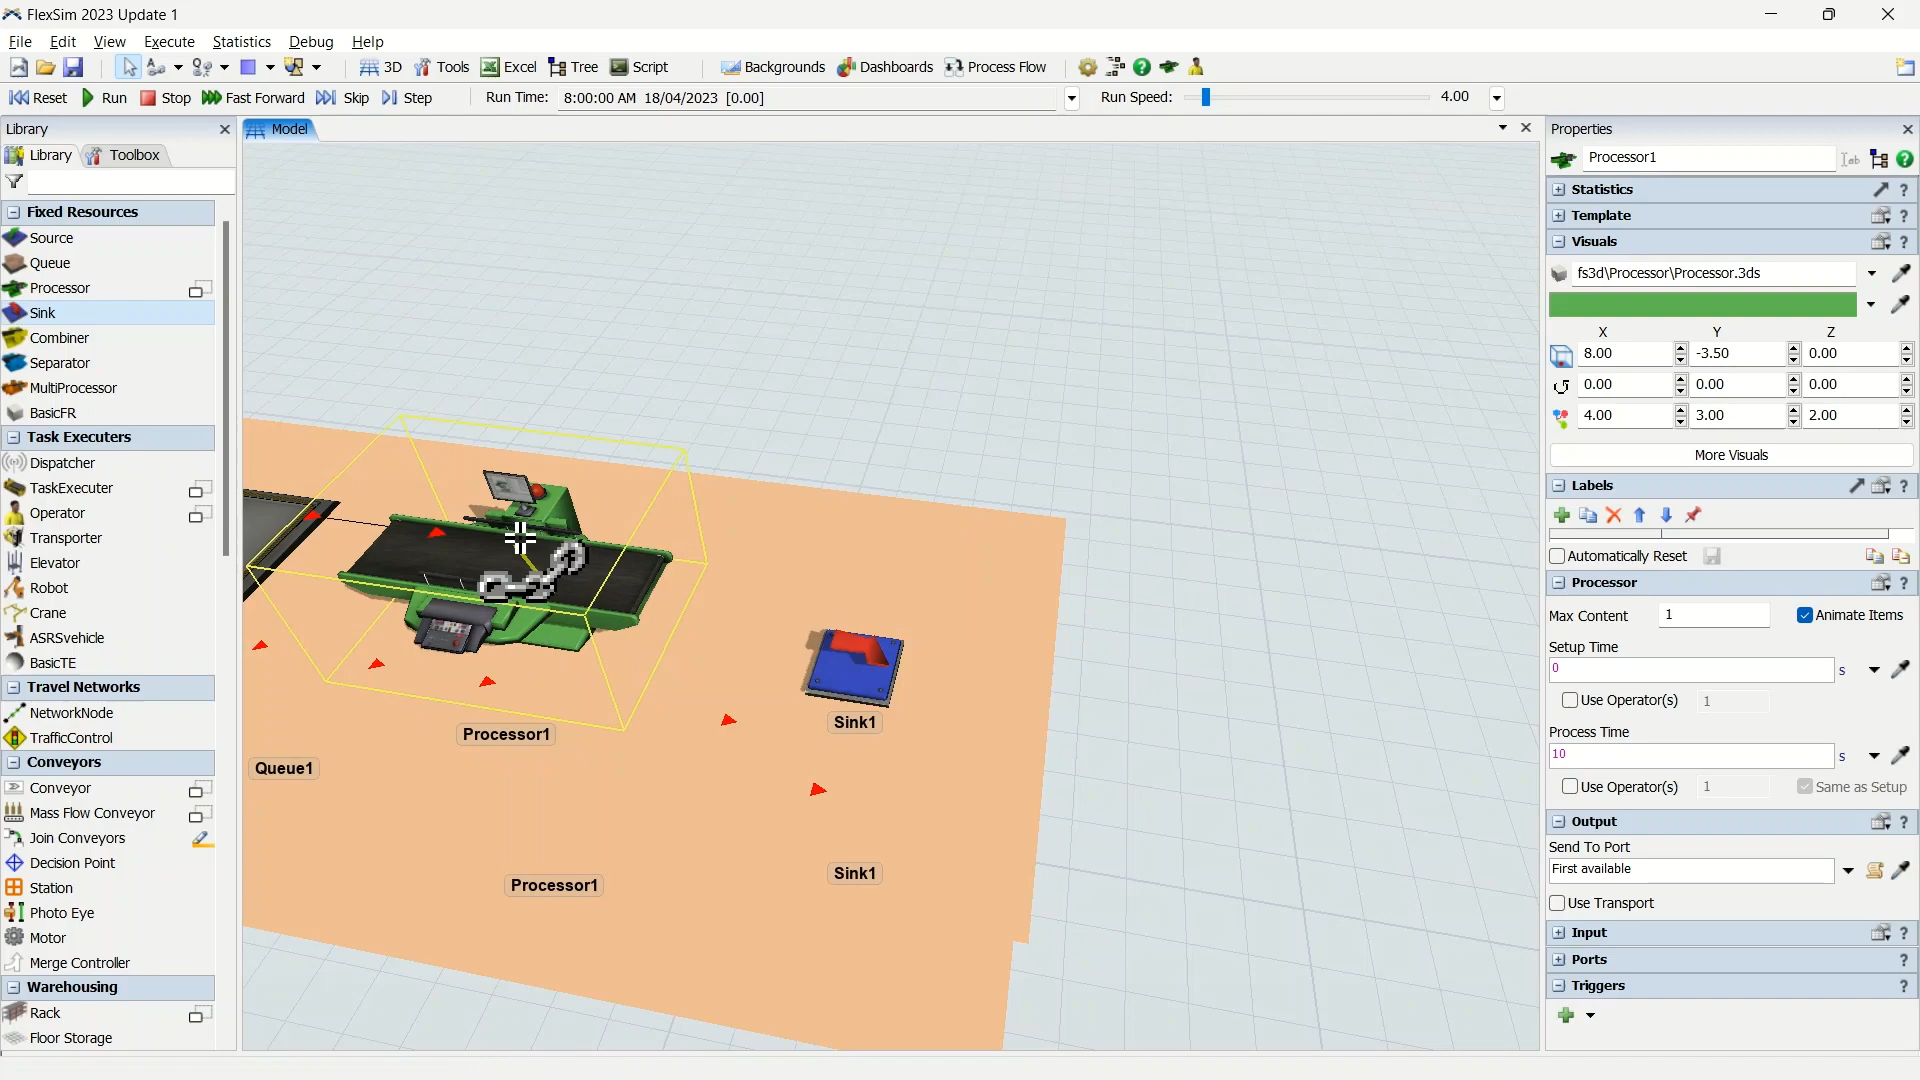 FlexSim 2023 Update 1
File Edit View Execute Statistics Debug Help
3D Tools Excel Tree Script Backgrounds Dashboards Process Flow
Reset Run Stop Fast Forward Skip Step Run Time: 8:00:00 AM 18/04/2023 [0.00] Run Speed: 4.00
Library
Library Toolbox
Fixed Resources
Source
Queue
Processor
Sink
Combiner
Separator
MultiProcessor
BasicFR
Task Executers
Dispatcher
TaskExecuter
Operator
Transporter
Elevator
Robot
Crane
ASRSvehicle
BasicTE
Travel Networks
NetworkNode
TrafficControl
Conveyors
Conveyor
Mass Flow Conveyor
Join Conveyors
Decision Point
Station
Photo Eye
Motor
Merge Controller
Warehousing
Rack
Floor Storage
Model
Sink1
Processor1
Queue1
Sink1
Processor1
Properties
Processor1
Statistics
Template
Visuals
fs3d\Processor\Processor.3ds
X Y Z
8.00 -3.50 0.00
0.00 0.00 0.00
4.00 3.00 2.00
More Visuals
Labels
Automatically Reset
Processor
Max Content 1 Animate Items
Setup Time
0 s
Use Operator(s) 1
Process Time
10 s
Use Operator(s) 1 Same as Setup
Output
Send To Port
First available
Use Transport
Input
Ports
Triggers